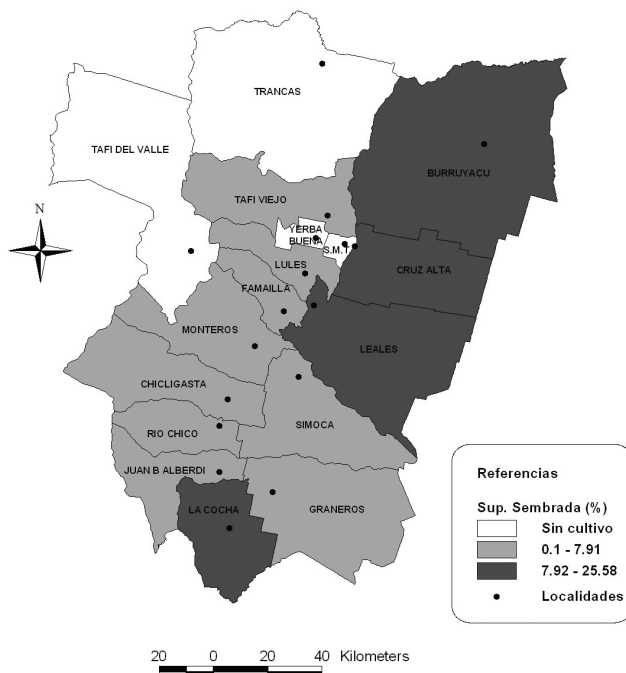 TRANCAS
TAFI DEL VALLE
BURRUYACU
TAFI VIEJO
N
YERBA
BUENA
S.M.T
CRUZ ALTA
LULES
FAMAILLA
MONTEROS
LEALES
CHICLIGASTA
SIMOCA
RIO CHICO
JUAN B ALBERDI
LA COCHA
GRANEROS
Referencias
Sup. Sembrada (%)
Sin cultivo
0.1 - 7.91
7.92 - 25.58
Localidades
20 0 20 40 Kilometers